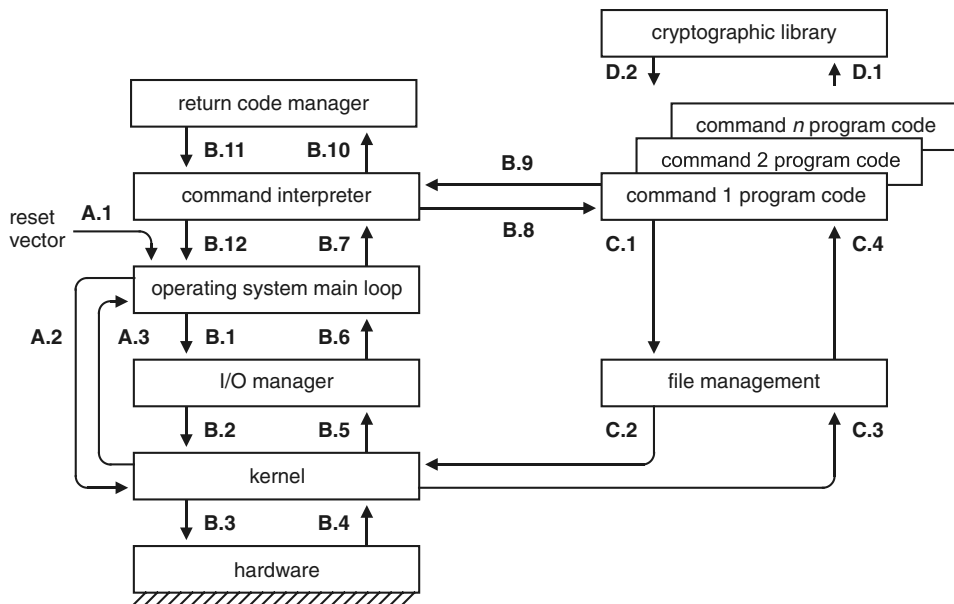 cryptographic library
D.2
D.1
return code manager
command n program code
B.11
B.10
command 2 program code
B.9
command interpreter
command 1 program code
A.1
reset
vector
B.8
B.12
B.7
C.1
C.4
operating system main loop
A.2
A.3
B.1
B.6
I/O manager
file management
B.2
B.5
C.2
C.3
kernel
B.3
B.4
hardware